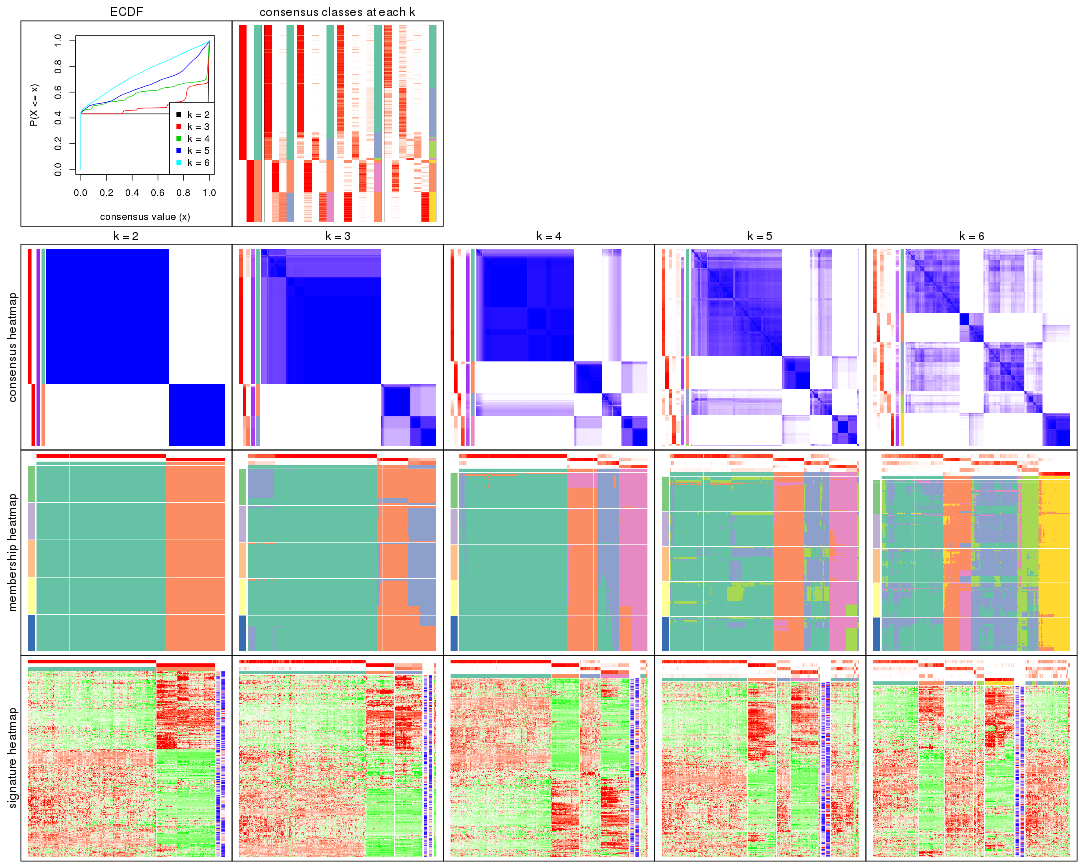 ECDF
consensus classes at each k
P(X <= x)
0.0 0.2 0.4 0.6 0.8 1.0
k = 2
k = 3
k = 4
k = 5
k = 6
0.0 0.2 0.4 0.6 0.8 1.0
consensus value (x)
k = 2 k = 3 k = 4 k = 5 k = 6
consensus heatmap
membership heatmap
signature heatmap